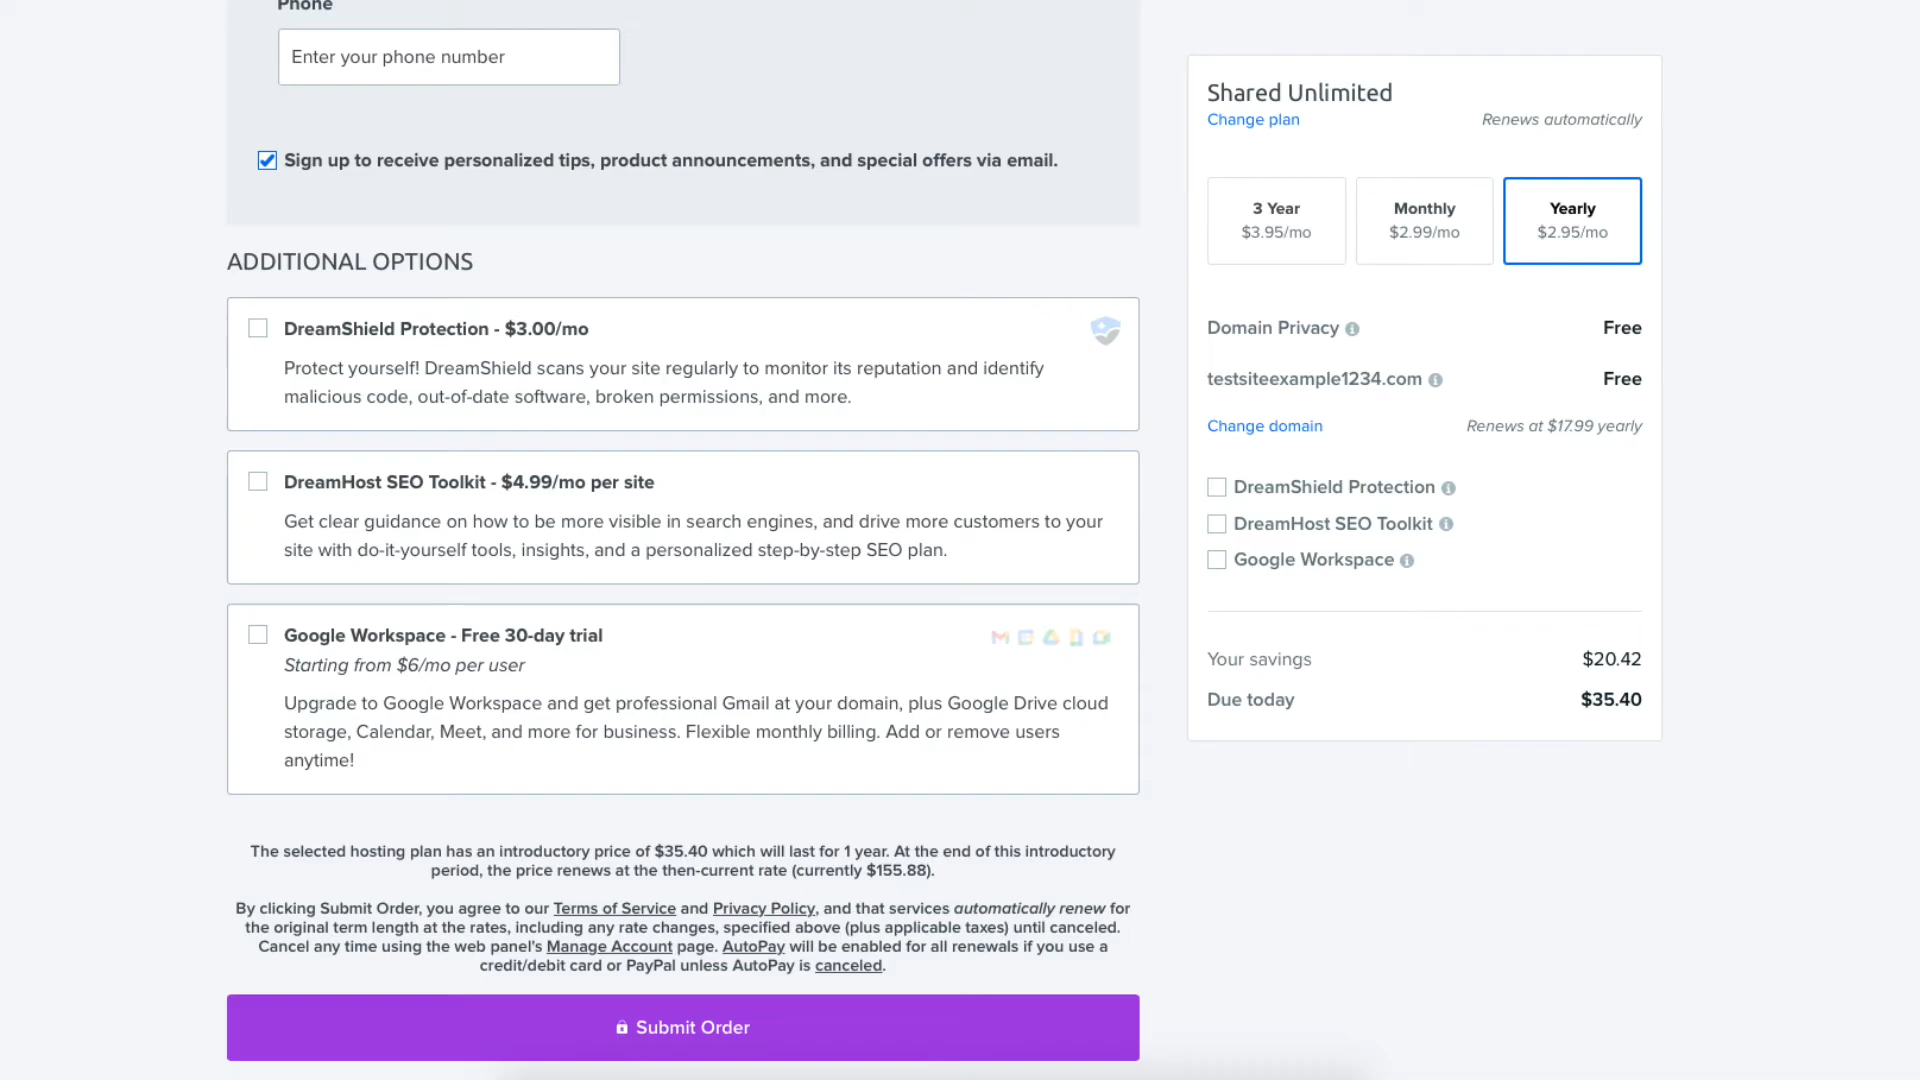 Phone
Enter your phone number
Sign up to receive personalized tips, product announcements, and special offers via email.
ADDITIONAL OPTIONS
DreamShield Protection - $3.00/mo
Protect yourself! DreamShield scans your site regularly to monitor its reputation and identify
malicious code, out-of-date software, broken permissions, and more.
DreamHost SEO Toolkit - $4.99/mo per site
Get clear guidance on how to be more visible in search engines, and drive more customers to your
site with do-it-yourself tools, insights, and a personalized step-by-step SEO plan.
Google Workspace - Free 30-day trial
Starting from $6/mo per user
Upgrade to Google Workspace and get professional Gmail at your domain, plus Google Drive cloud
storage, Calendar, Meet, and more for business. Flexible monthly billing. Add or remove users
anytime!
The selected hosting plan has an introductory price of $35.40 which will last for 1 year. At the end of this introductory
period, the price renews at the then-current rate (currently $155.88).
By clicking Submit Order, you agree to our Terms of Service and Privacy Policy, and that services automatically renew for
the original term length at the rates, including any rate changes, specified above (plus applicable taxes) until canceled.
Cancel any time using the web panel's Manage Account page. AutoPay will be enabled for all renewals if you use a
credit/debit card or PayPal unless AutoPay is canceled.
Submit Order
Shared Unlimited
Change plan Renews automatically
3 Year Monthly Yearly
$3.95/mo $2.99/mo $2.95/mo
Domain Privacy Free
testsiteexample1234.com Free
Change domain Renews at $17.99 yearly
DreamShield Protection
DreamHost SEO Toolkit
Google Workspace
Your savings $20.42
Due today $35.40